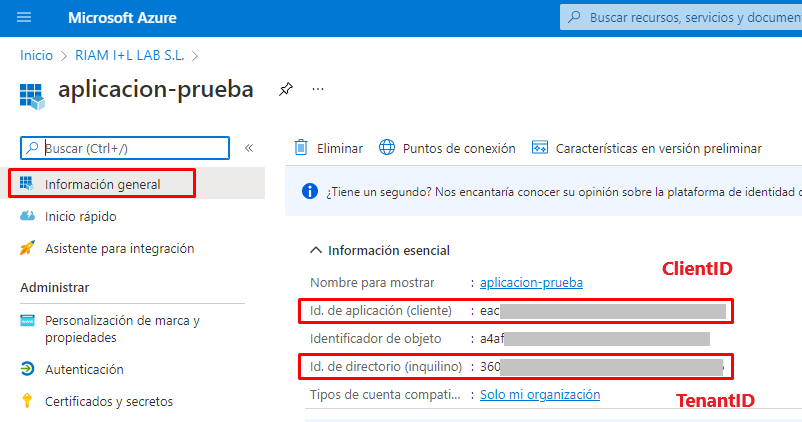 Microsoft Azure
Buscar recursos, servicios y documen
Inicio > RIAM I+L LAB S.L. >
aplicacion-prueba
Buscar (Ctrl+/)
«
Eliminar
Puntos de conexión
Características en versión preliminar
Información general
Inicio rápido
Asistente para integración
Administrar
Personalización de marca y
propiedades
Autenticación
Certificados y secretos
¿Tiene un segundo? Nos encantaría conocer su opinión sobre la plataforma de identidad d
Información esencial
ClientID
Nombre para mostrar : aplicacion-prueba
Id. de aplicación (cliente) : eac
Identificador de objeto : a4af
Id. de directorio (inquilino) : 360
Tipos de cuenta compati... : Solo mi organización
TenantID